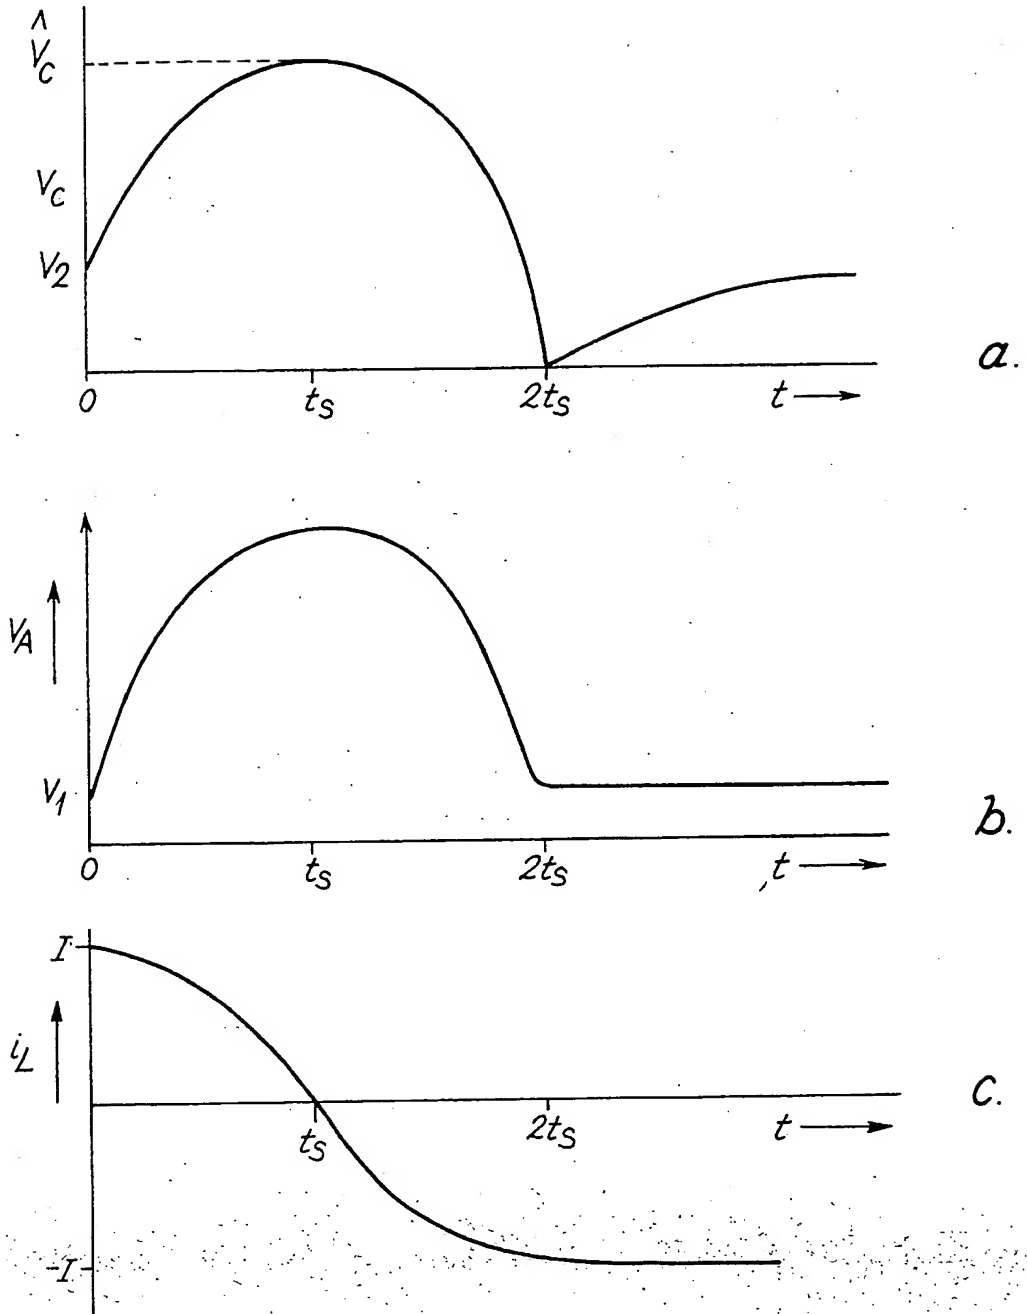 ^
V_C
V_C
V_2
0 t_S 2t_S t
a.
V_A
V_1
0 t_S 2t_S t
b.
I
i_L
t_S 2t_S t
c.
-I